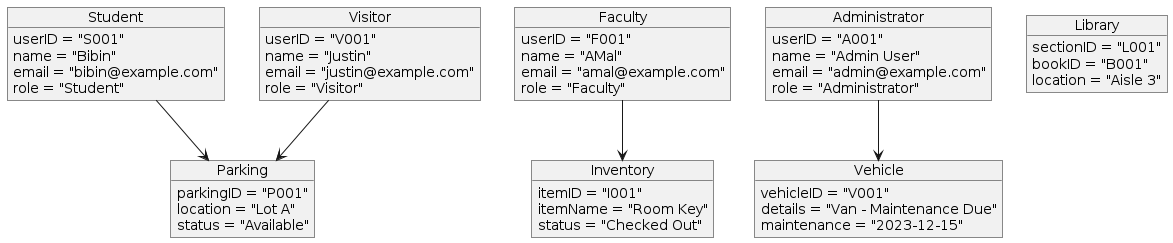 Student
userID = "S001"
name = "Bibin"
email = "bibin@example.com"
role = "Student"
Visitor
userID = "V001"
name = "Justin"
email = "justin@example.com"
role = "Visitor"
Faculty
userID = "F001"
name = "AMal"
email = "amal@example.com"
role = "Faculty"
Administrator
userID = "A001"
name = "Admin User"
email = "admin@example.com"
role = "Administrator"
Library
sectionID = "L001"
bookID = "B001"
location = "Aisle 3"
Parking
parkingID = "P001"
location = "Lot A"
status = "Available"
Inventory
itemID = "I001"
itemName = "Room Key"
status = "Checked Out"
Vehicle
vehicleID = "V001"
details = "Van - Maintenance Due"
maintenance = "2023-12-15"